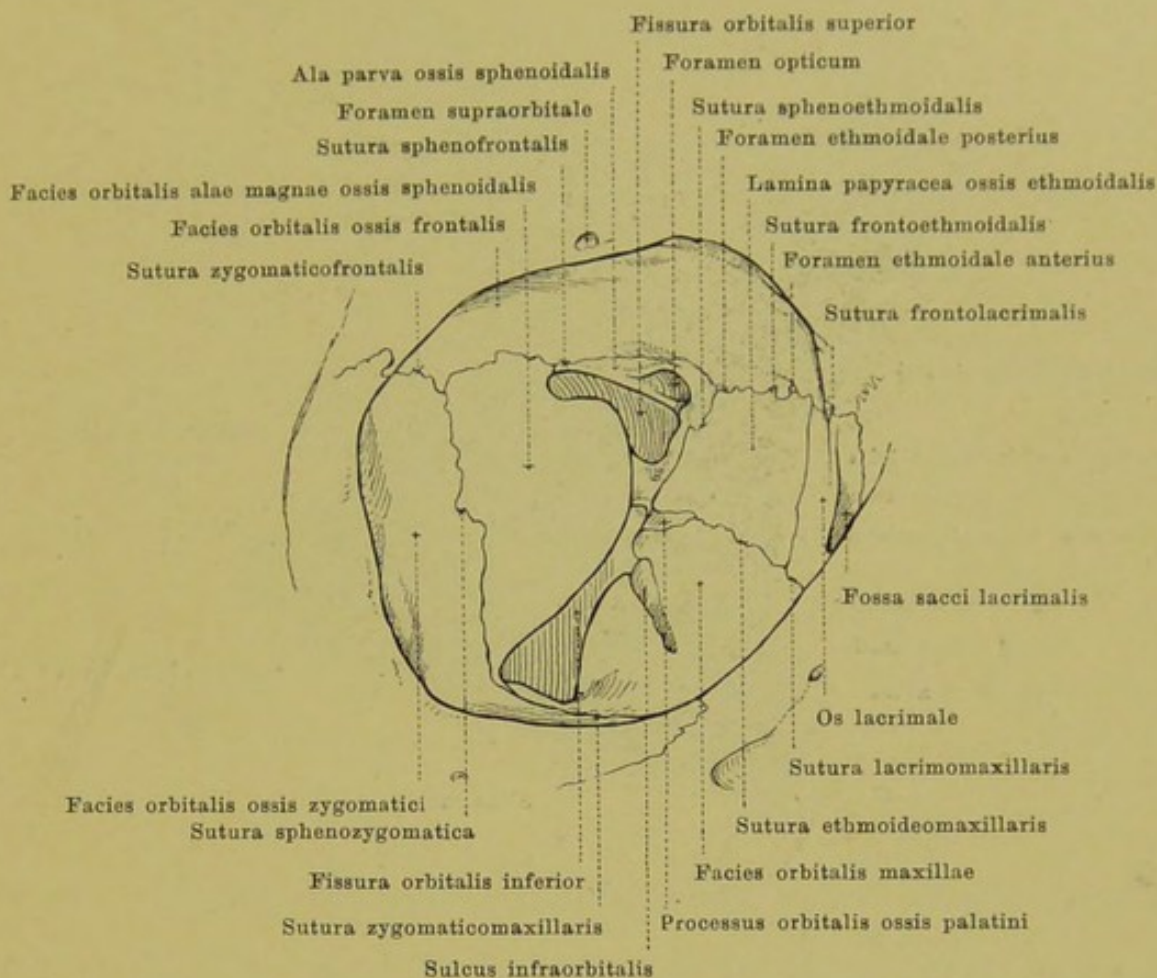 Fissura orbitalis superior
Ala parva ossis sphenoidalis
Foramen opticum
Foramen supraorbitale
Sutura sphenoethmoidalis
Sutura sphenofrontalis
Foramen ethmoidale posterius
Facies orbitalis alae magnae ossis sphenoidalis
Lamina papyracea ossis ethmoidalis
Facies orbitalis ossis frontalis
Sutura frontoethmoidalis
Sutura zygomaticofrontalis
Foramen ethmoidale anterius
Sutura frontolacrimalis
Fossa sacci lacrimalis
Os lacrimale
Sutura lacrimomaxillaris
Facies orbitalis ossis zygomatici
Sutura sphenozygomatica
Sutura ethmoideomaxillaris
Fissura orbitalis inferior
Facies orbitalis maxillae
Sutura zygomaticomaxillaris
Processus orbitalis ossis palatini
Sulcus infraorbitalis